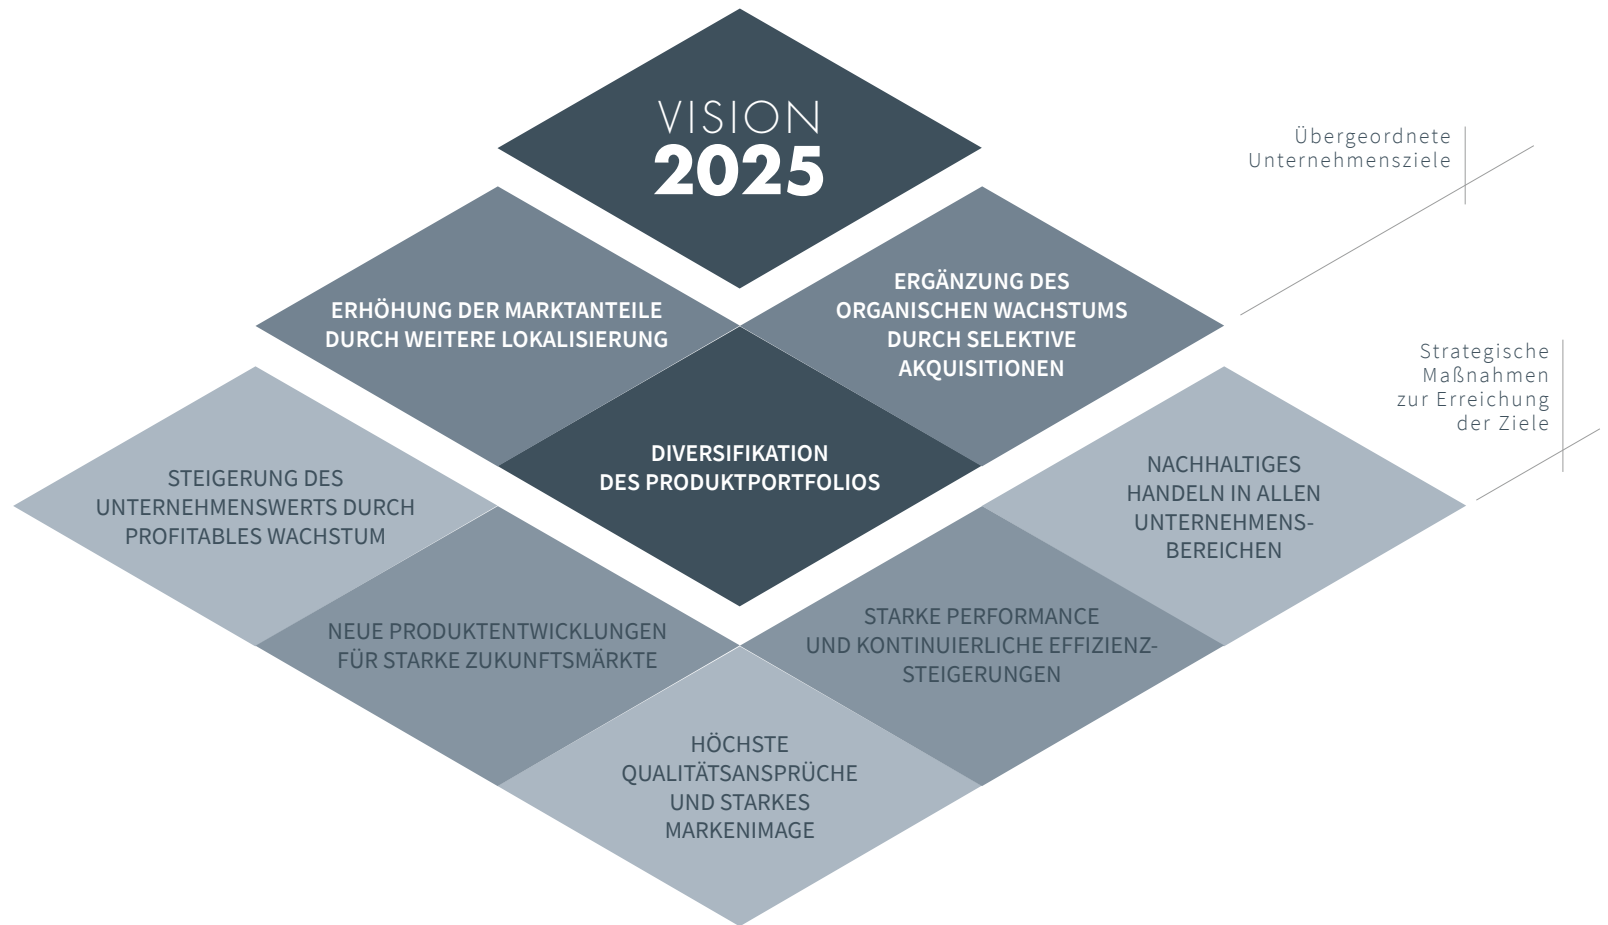 VISION
2025
Übergeordnete
Unternehmensziele
ERHÖHUNG DER MARKTANTEILE
DURCH WEITERE LOKALISIERUNG
ERGÄNZUNG DES
ORGANISCHEN WACHSTUMS
DURCH SELEKTIVE
AKQUISITIONEN
DIVERSIFIKATION
DES PRODUKTPORTFOLIOS
Strategische
Maßnahmen
zur Erreichung
der Ziele
STEIGERUNG DES
UNTERNEHMENSWERTS DURCH
PROFITABLES WACHSTUM
NEUE PRODUKTENTWICKLUNGEN
FÜR STARKE ZUKUNFTSMÄRKTE
HÖCHSTE
QUALITÄTSANSPRÜCHE
UND STARKES
MARKENIMAGE
STARKE PERFORMANCE
UND KONTINUIERLICHE EFFIZIENZ-
STEIGERUNGEN
NACHHALTIGES
HANDELN IN ALLEN
UNTERNEHMENS-
BEREICHEN